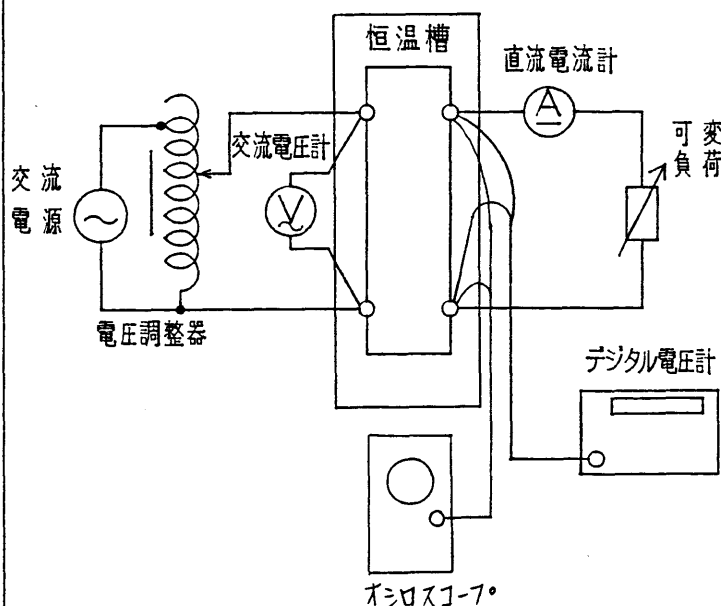 恒温槽
直流電流計
A
可変
負荷
交流電圧計
V
交流
電源
電圧調整器
デジタル電圧計
オシロスコープ